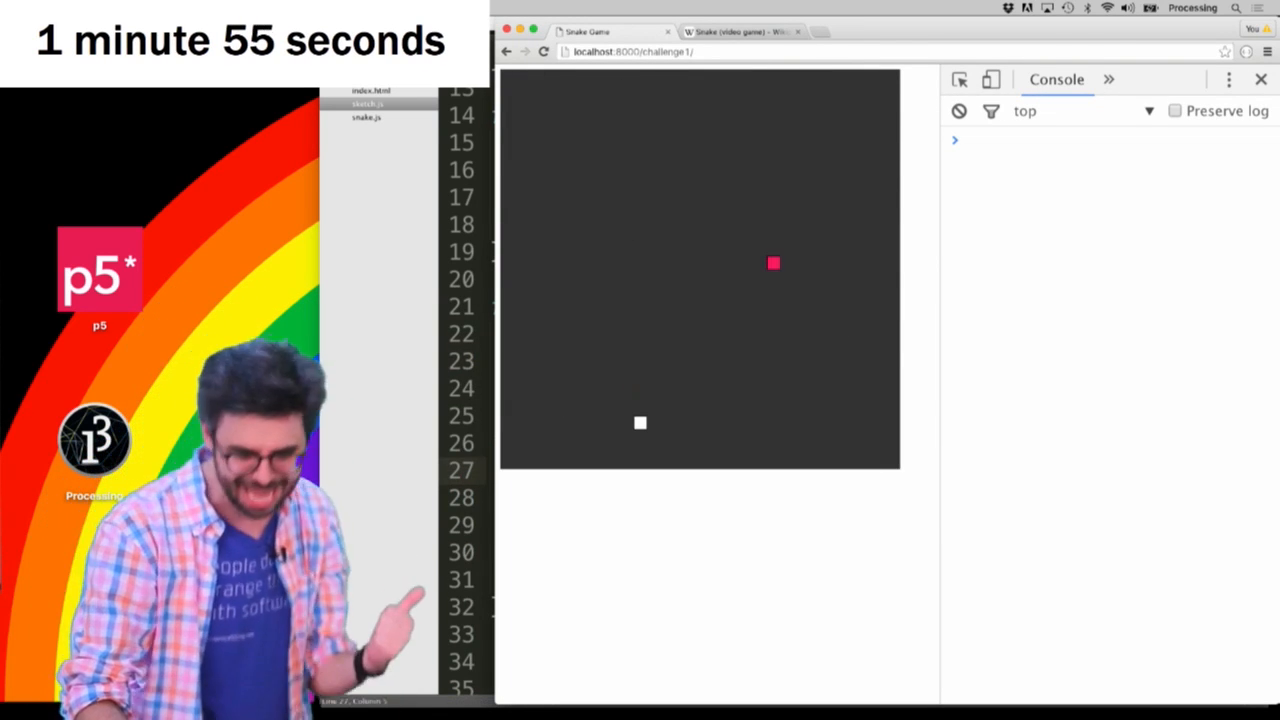 1 minute 55 seconds
Processing
Snake Game
Snake (video game) - Wiki
You
localhost:8000/challenge1/
Console
top
Preserve log
index.html
sketch.js
snake.js
13
14
15
16
17
18
19
20
21
22
23
24
25
26
27
28
29
30
31
32
33
34
35
p5*
p5
Processing
eople d
range t
ith softw
Line 27, Column 5